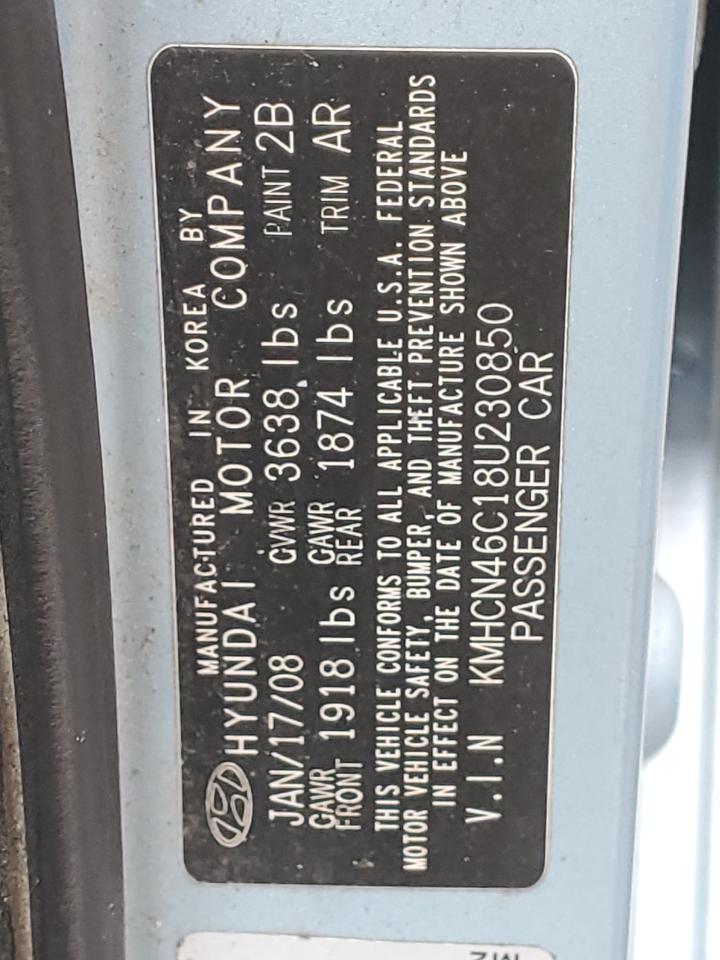 MANUFACTURED IN KOREA BY
HYUNDAI MOTOR COMPANY
JAN/17/08 GVWR 3638 lbs PAINT 2B
GAWR FRONT 1918 lbs GAWR REAR 1874 lbs TRIM AR
THIS VEHICLE CONFORMS TO ALL APPLICABLE U.S.A. FEDERAL
MOTOR VEHICLE SAFETY, BUMPER, AND THEFT PREVENTION STANDARDS
IN EFFECT ON THE DATE OF MANUFACTURE SHOWN ABOVE
V.I.N KMHCN46C18U230850
PASSENGER CAR